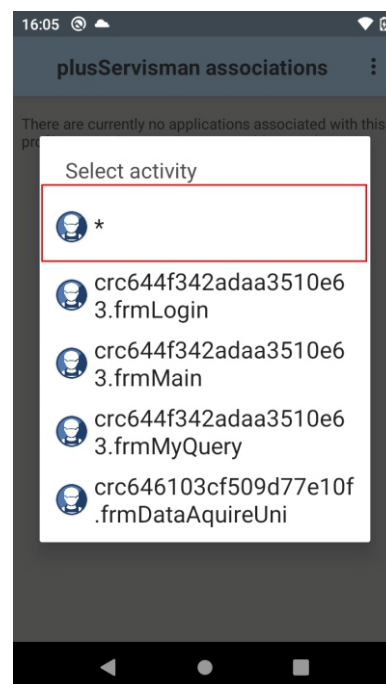 16:05
plusServisman associations
There are currently no applications associated with this
Select activity
*
crc644f342adaa3510e6
3.frmLogin
crc644f342adaa3510e6
3.frmMain
crc644f342adaa3510e6
3.frmMyQuery
crc646103cf509d77e10f
.frmDataAquireUni